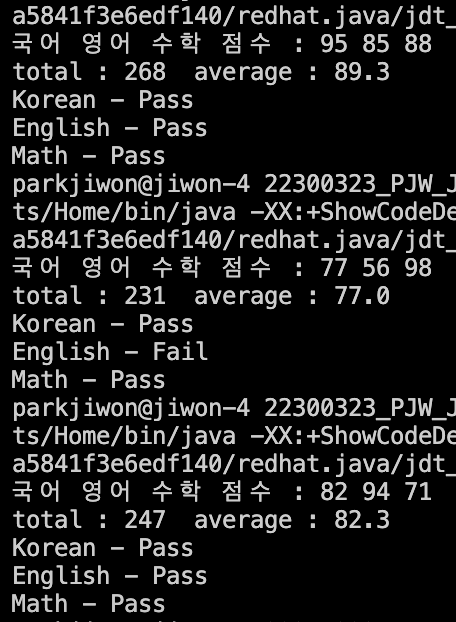 a5841f3e6edf140/redhat.java/jdt_
국어 영어 수학 점수 : 95 85 88
total : 268  average : 89.3
Korean - Pass
English - Pass
Math - Pass
parkjiwon@jiwon-4 22300323_PJW_J
ts/Home/bin/java -XX:+ShowCodeDe
a5841f3e6edf140/redhat.java/jdt_
국어 영어 수학 점수 : 77 56 98
total : 231  average : 77.0
Korean - Pass
English - Fail
Math - Pass
parkjiwon@jiwon-4 22300323_PJW_J
ts/Home/bin/java -XX:+ShowCodeDe
a5841f3e6edf140/redhat.java/jdt_
국어 영어 수학 점수 : 82 94 71
total : 247  average : 82.3
Korean - Pass
English - Pass
Math - Pass